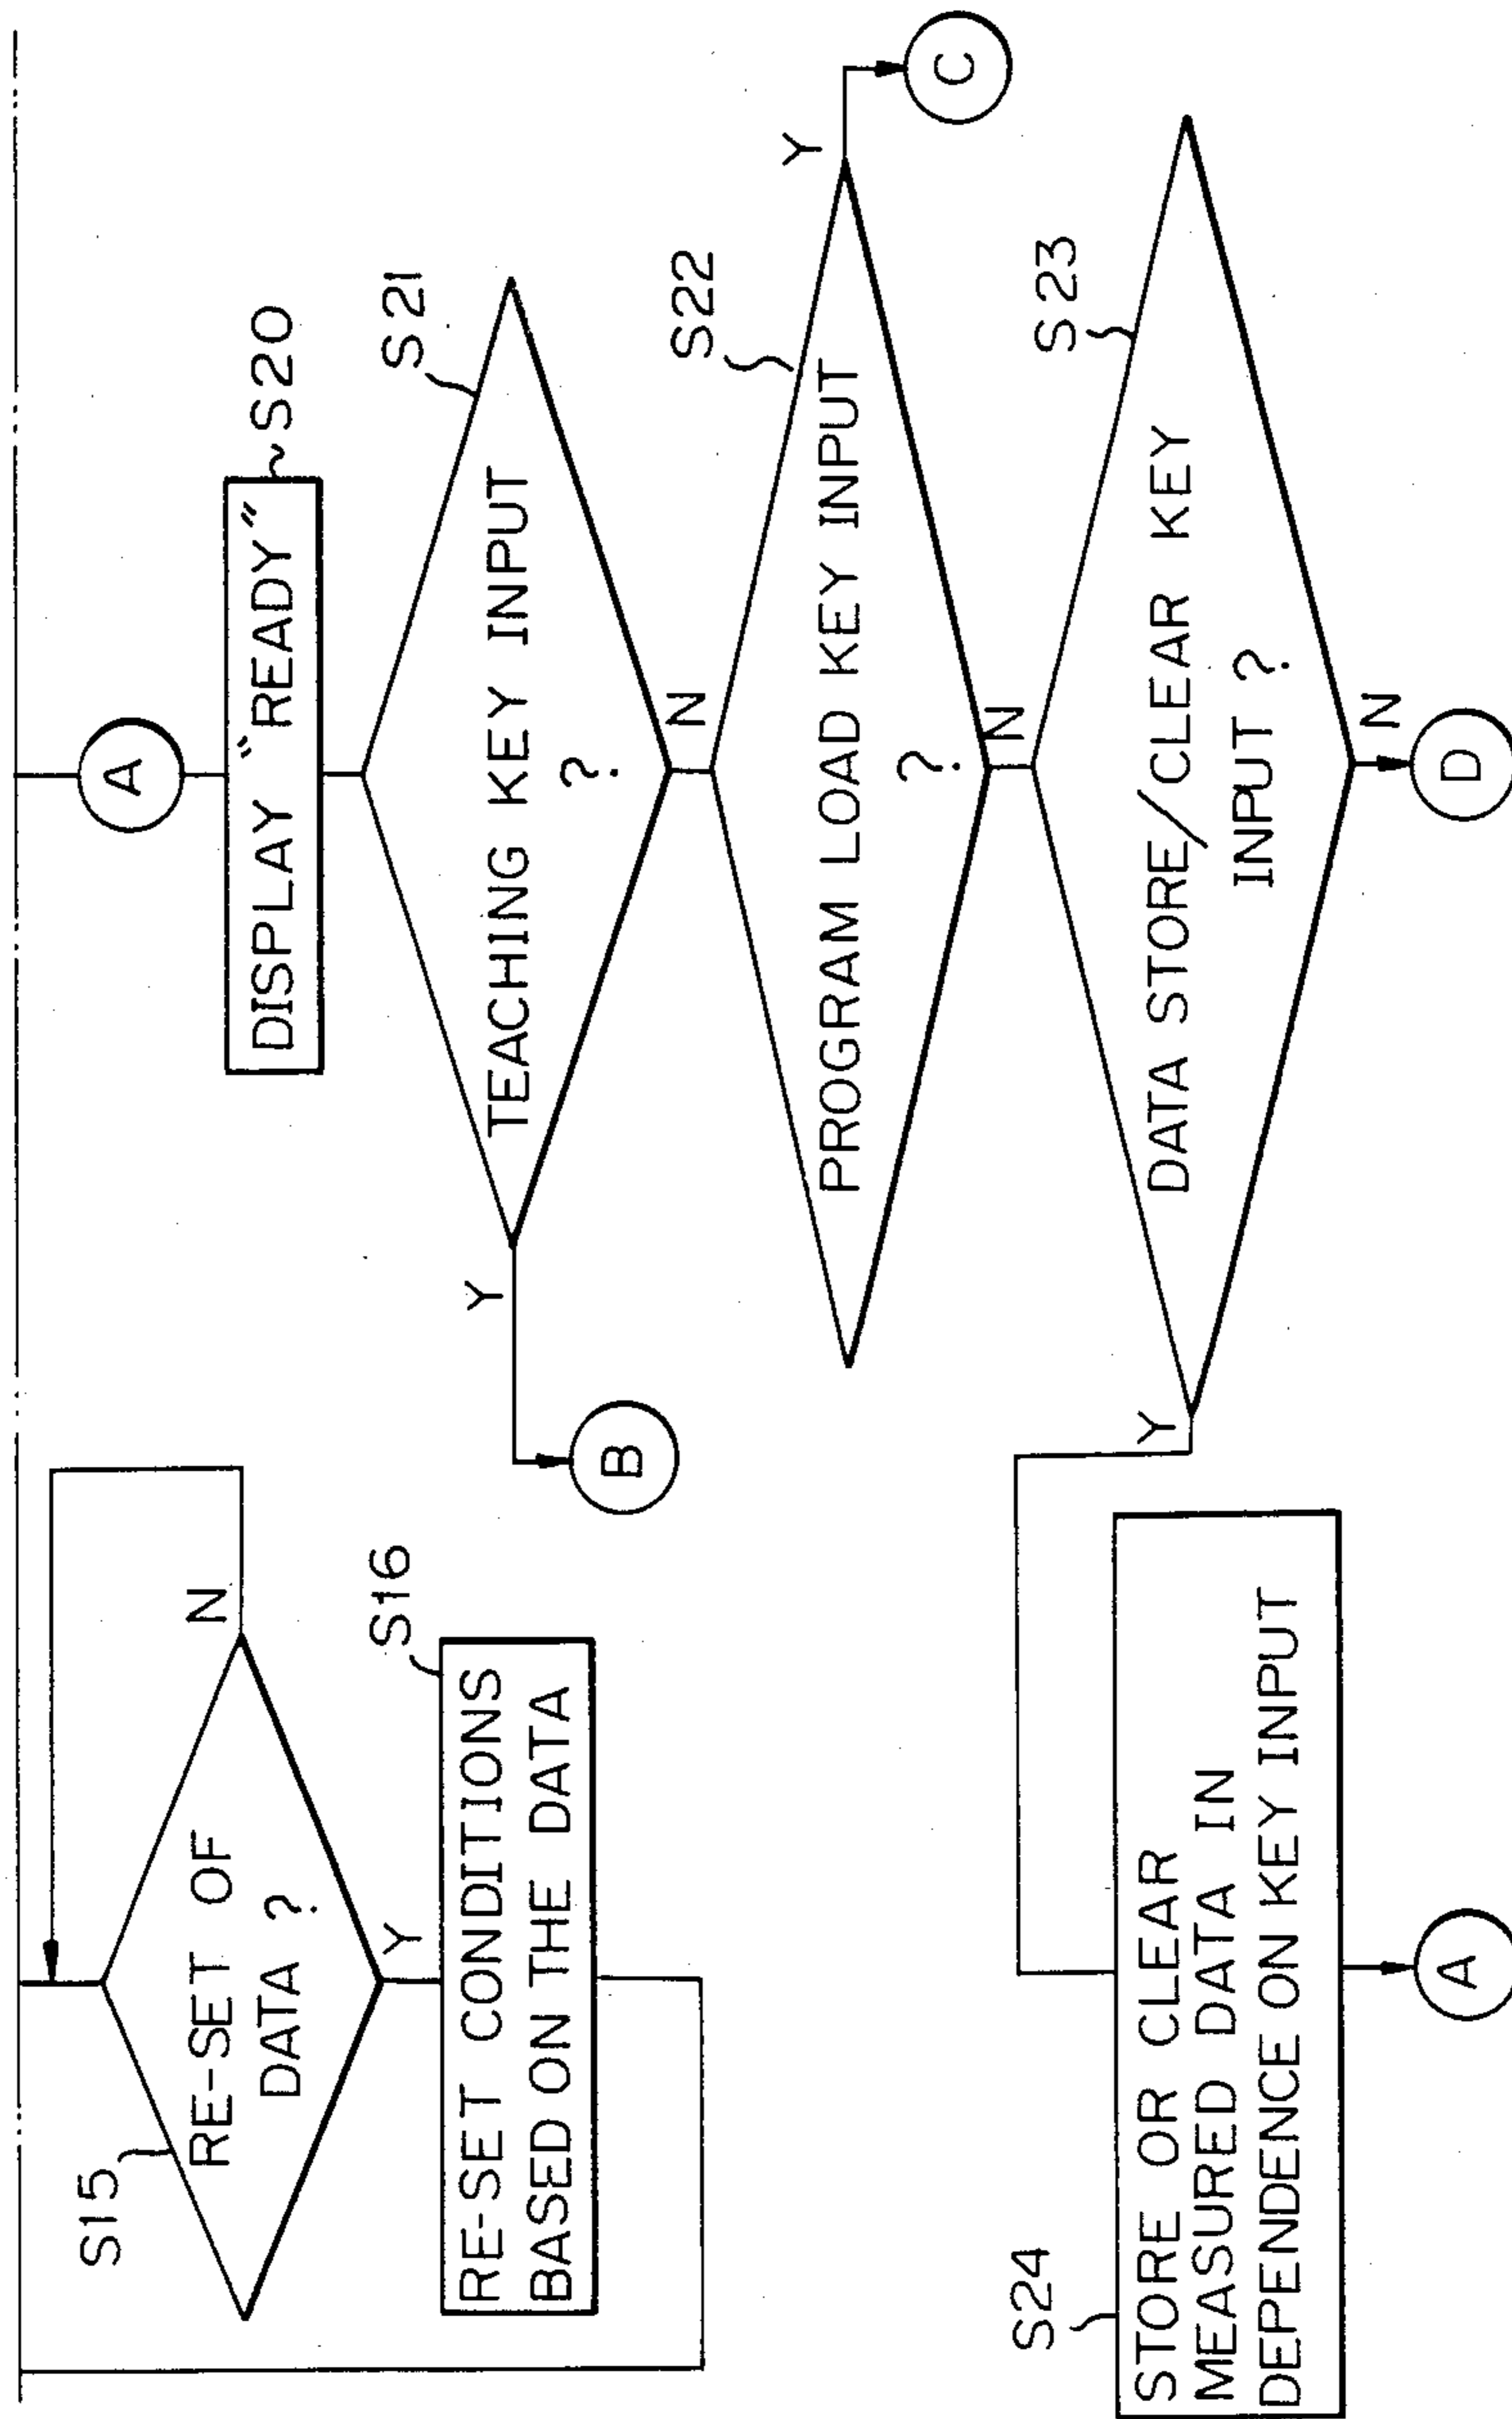 S15
RE-SET OF
DATA ?
N
Y
S16
RE-SET CONDITIONS
BASED ON THE DATA
A
DISPLAY "READY"
S20
S21
TEACHING KEY INPUT
?
Y
B
N
S22
PROGRAM LOAD KEY INPUT
?
Y
C
N
S23
DATA STORE/CLEAR KEY
INPUT ?
Y
N
D
S24
STORE OR CLEAR
MEASURED DATA IN
DEPENDENCE ON KEY INPUT
A